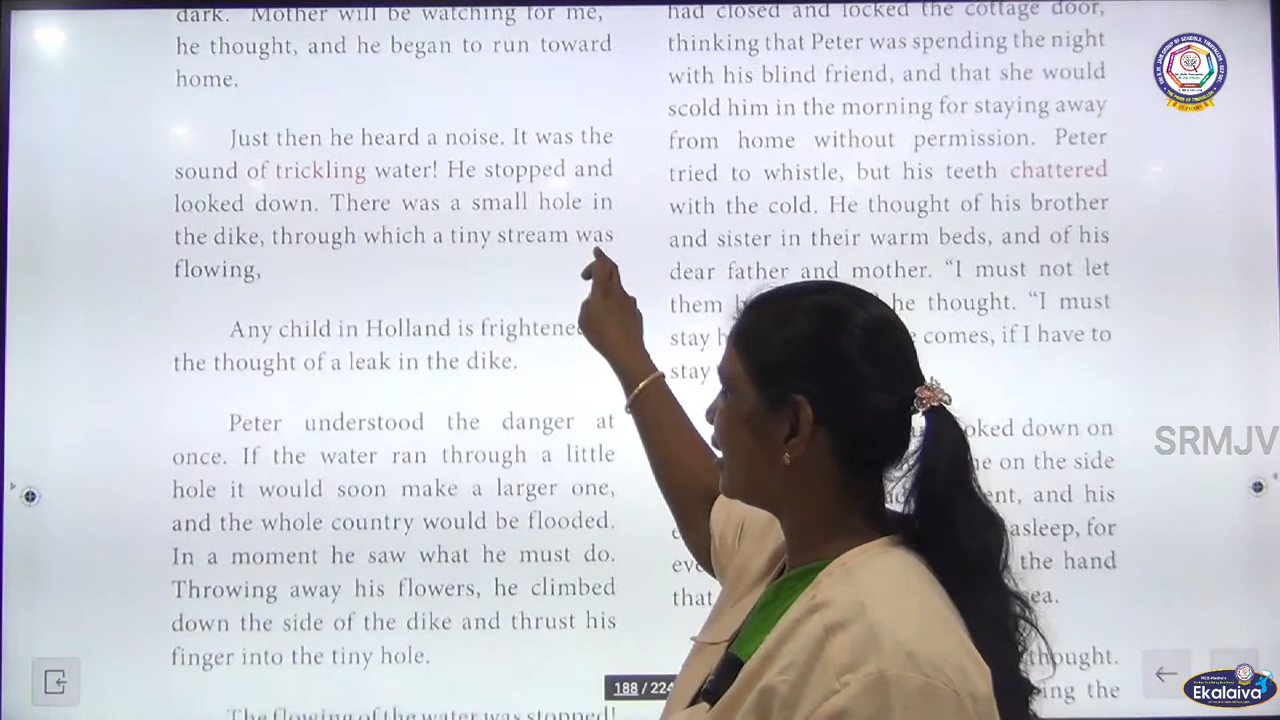 dark. "Mother will be watching for me,
he thought, and he began to run toward
home.
Just then he heard a noise. It was the
sound of trickling water! He stopped and
looked down. There was a small hole in
the dike, through which a tiny stream was
flowing,
Any child in Holland is frightened
the thought of a leak in the dike.
Peter understood the danger at
once. If the water ran through a little
hole it would soon make a larger one,
and the whole country would be flooded.
In a moment he saw what he must do.
Throwing away his flowers, he climbed
down the side of the dike and thrust his
finger into the tiny hole.
The flowing of the water was stopped!
had closed and locked the cottage door,
thinking that Peter was spending the night
with his blind friend, and that she would
scold him in the morning for staying away
from home without permission. Peter
tried to whistle, but his teeth chattered
with the cold. He thought of his brother
and sister in their warm beds, and of his
dear father and mother. "I must not let
them he thought. "I must
stay comes, if I have to
stay
looked down on
on the side
and his
asleep, for
the hand
that sea.
thought.
the
188 / 224
SRMJV
Ekalaiva